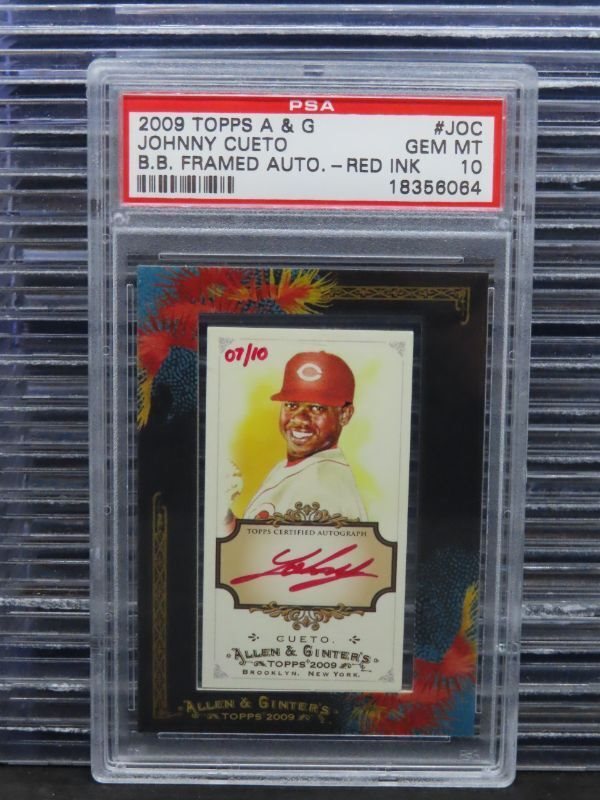 PSA
2009 TOPPS A & G #JOC
JOHNNY CUETO GEM MT
B.B. FRAMED AUTO.-RED INK 10
18356064
07/10
C
TOPPS CERTIFIED AUTOGRAPH
CUETO.
ALLEN & GINTER'S
TOPPS 2009
BROOKLYN, NEW YORK.
ALLEN & GINTER'S
TOPPS 2009